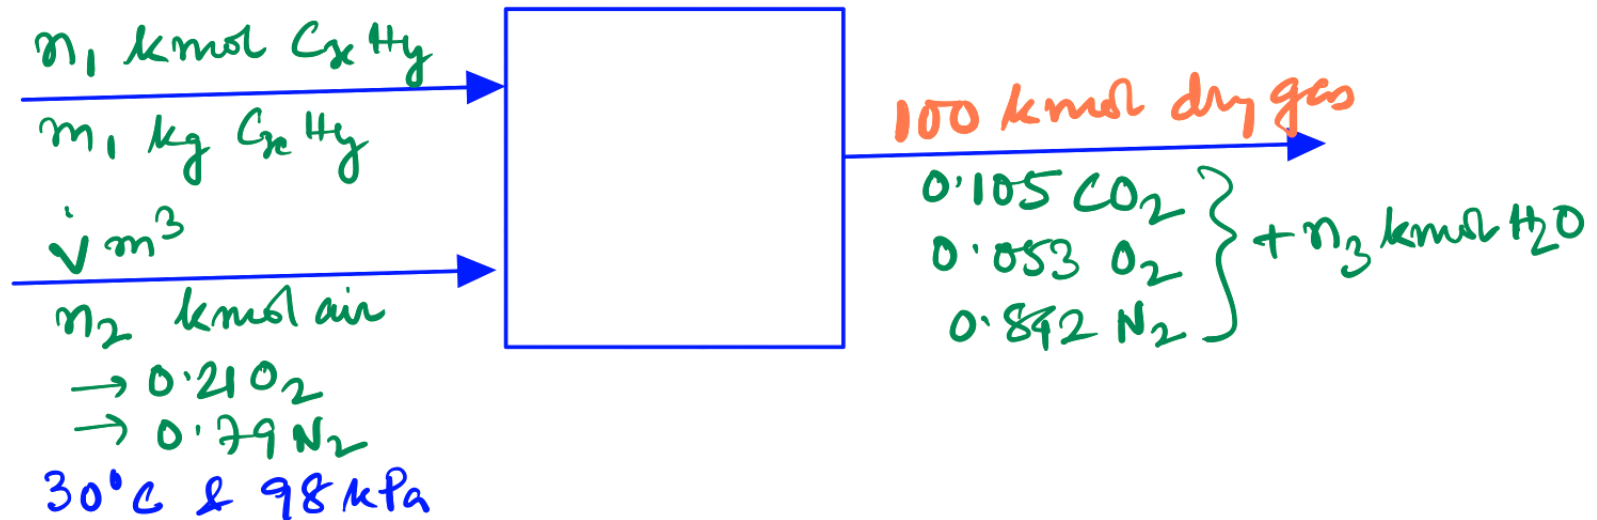 n₁ kmol CxHy
m₁ kg CxHy
V̇ m³
n₂ kmol air
→ 0.21 O₂
→ 0.79 N₂
30°C & 98 kPa
100 kmol dry gas
0.105 CO₂
0.053 O₂
0.842 N₂
+ n₃ kmol H₂O